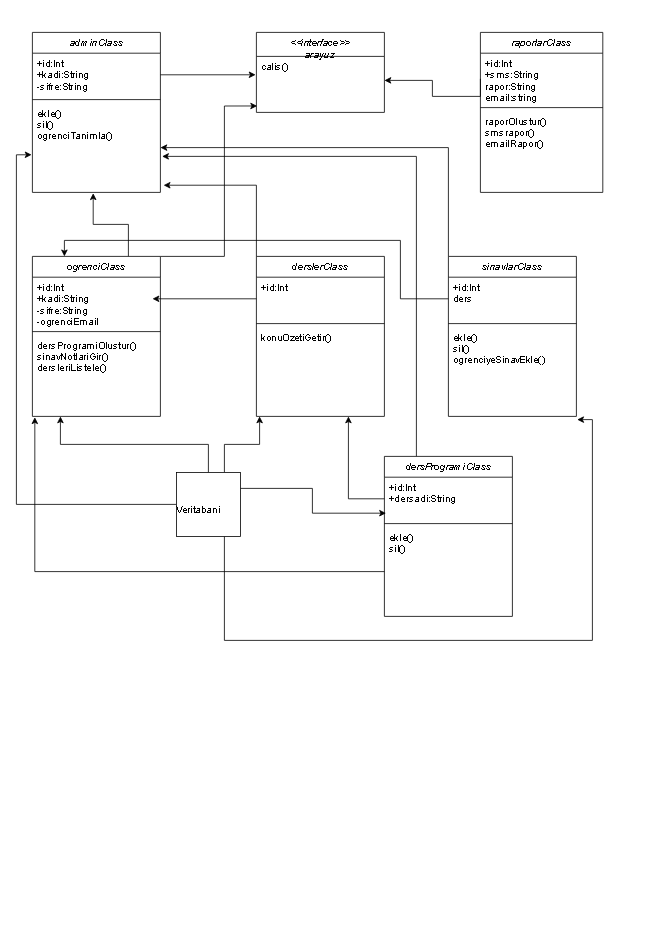 adminClass
+id:Int
+kadi:String
-sifre:String
ekle()
sil()
ogrenciTanimla()
<<interface>>
arayuz
calis()
raporlarClass
+id:Int
+sms:String
rapor:String
email:string
raporOlustur()
smsrapor()
emailRapor()
ogrenciClass
+id:Int
+kadi:String
-sifre:String
-ogrenciEmail
dersProgramiOlustur()
sinavNotlariGir()
dersleriListele()
derslerClass
+id:Int
konuOzetiGetir()
sinavlarClass
+id:Int
ders
ekle()
sil()
ogrenciyeSinavEkle()
Veritabani
dersProgramiClass
+id:Int
+dersadi:String
ekle()
sil()